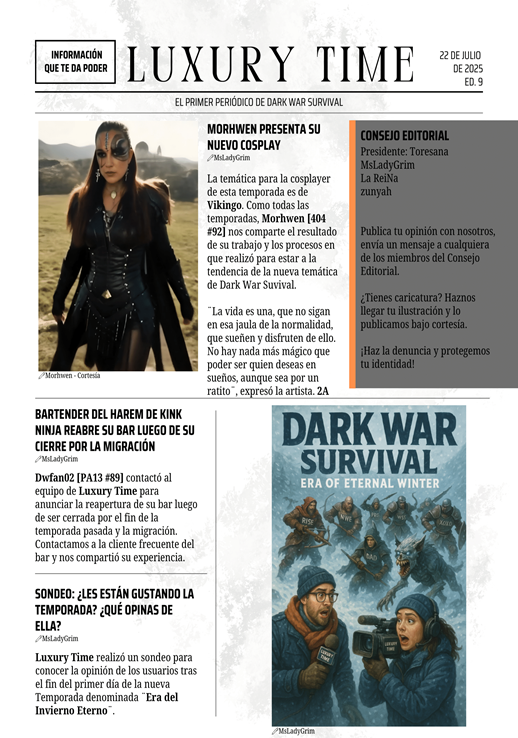 INFORMACIÓN
QUE TE DA PODER
LUXURY TIME
22 DE JULIO
DE 2025
ED. 9
EL PRIMER PERIÓDICO DE DARK WAR SURVIVAL
MORHWEN PRESENTA SU
NUEVO COSPLAY
MsLadyGrim
La temática para la cosplayer
de esta temporada es de
Vikingo. Como todas las
temporadas, Morhwen [404
#92] nos comparte el resultado
de su trabajo y los procesos en
que realizó para estar a la
tendencia de la nueva temática
de Dark War Suvival.
¨La vida es una, que no sigan
en esa jaula de la normalidad,
que sueñen y disfruten de ello.
No hay nada más mágico que
poder ser quien deseas en
sueños, aunque sea por un
ratito¨, expresó la artista. 2A
Morhwen - Cortesía
CONSEJO EDITORIAL
Presidente: Toresana
MsLadyGrim
La ReiNa
zunyah
Publica tu opinión con nosotros,
envía un mensaje a cualquiera
de los miembros del Consejo
Editorial.
¿Tienes caricatura? Haznos
llegar tu ilustración y lo
publicamos bajo cortesía.
¡Haz la denuncia y protegemos
tu identidad!
BARTENDER DEL HAREM DE KINK
NINJA REABRE SU BAR LUEGO DE SU
CIERRE POR LA MIGRACIÓN
MsLadyGrim
Dwfan02 [PA13 #89] contactó al
equipo de Luxury Time para
anunciar la reapertura de su bar luego
de ser cerrada por el fin de la
temporada pasada y la migración.
Contactamos a la cliente frecuente del
bar y nos compartió su experiencia.
SONDEO: ¿LES ESTÁN GUSTANDO LA
TEMPORADA? ¿QUÉ OPINAS DE
ELLA?
MsLadyGrim
Luxury Time realizó un sondeo para
conocer la opinión de los usuarios tras
el fin del primer día de la nueva
Temporada denominada ¨Era del
Invierno Eterno¨.
DARK WAR
SURVIVAL
ERA OF ETERNAL WINTER
RISE
BAD
LUXURY
TIME
LUXURY
TIME
MsLadyGrim